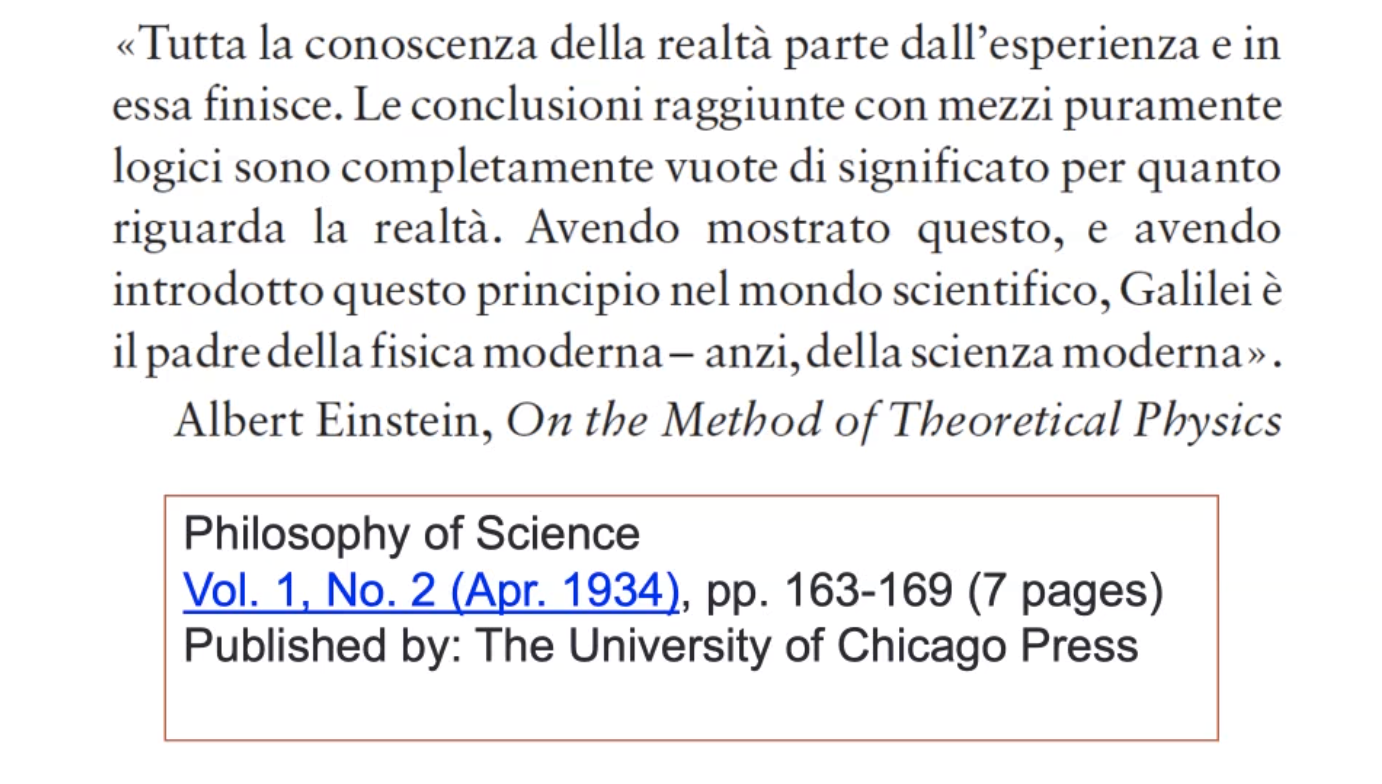 «Tutta la conoscenza della realtà parte dall’esperienza e in
essa finisce. Le conclusioni raggiunte con mezzi puramente
logici sono completamente vuote di significato per quanto
riguarda la realtà. Avendo mostrato questo, e avendo
introdotto questo principio nel mondo scientifico, Galilei è
il padre della fisica moderna – anzi, della scienza moderna».
Albert Einstein, On the Method of Theoretical Physics
Philosophy of Science
Vol. 1, No. 2 (Apr. 1934), pp. 163-169 (7 pages)
Published by: The University of Chicago Press